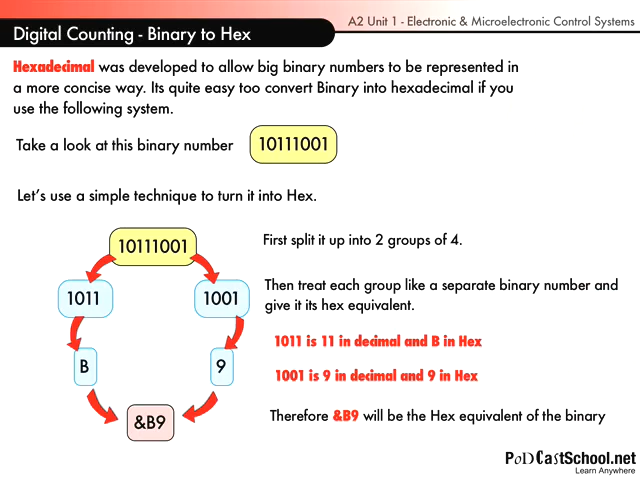 A2 Unit 1 - Electronic & Microelectronic Control Systems
Digital Counting - Binary to Hex
Hexadecimal was developed to allow big binary numbers to be represented in
a more concise way. Its quite easy too convert Binary into hexadecimal if you
use the following system.
Take a look at this binary number 10111001
Let's use a simple technique to turn it into Hex.
10111001
First split it up into 2 groups of 4.
1011 1001
Then treat each group like a separate binary number and
give it its hex equivalent.
1011 is 11 in decimal and B in Hex
B 9
1001 is 9 in decimal and 9 in Hex
&B9
Therefore &B9 will be the Hex equivalent of the binary
PoDCastSchool.net
Learn Anywhere